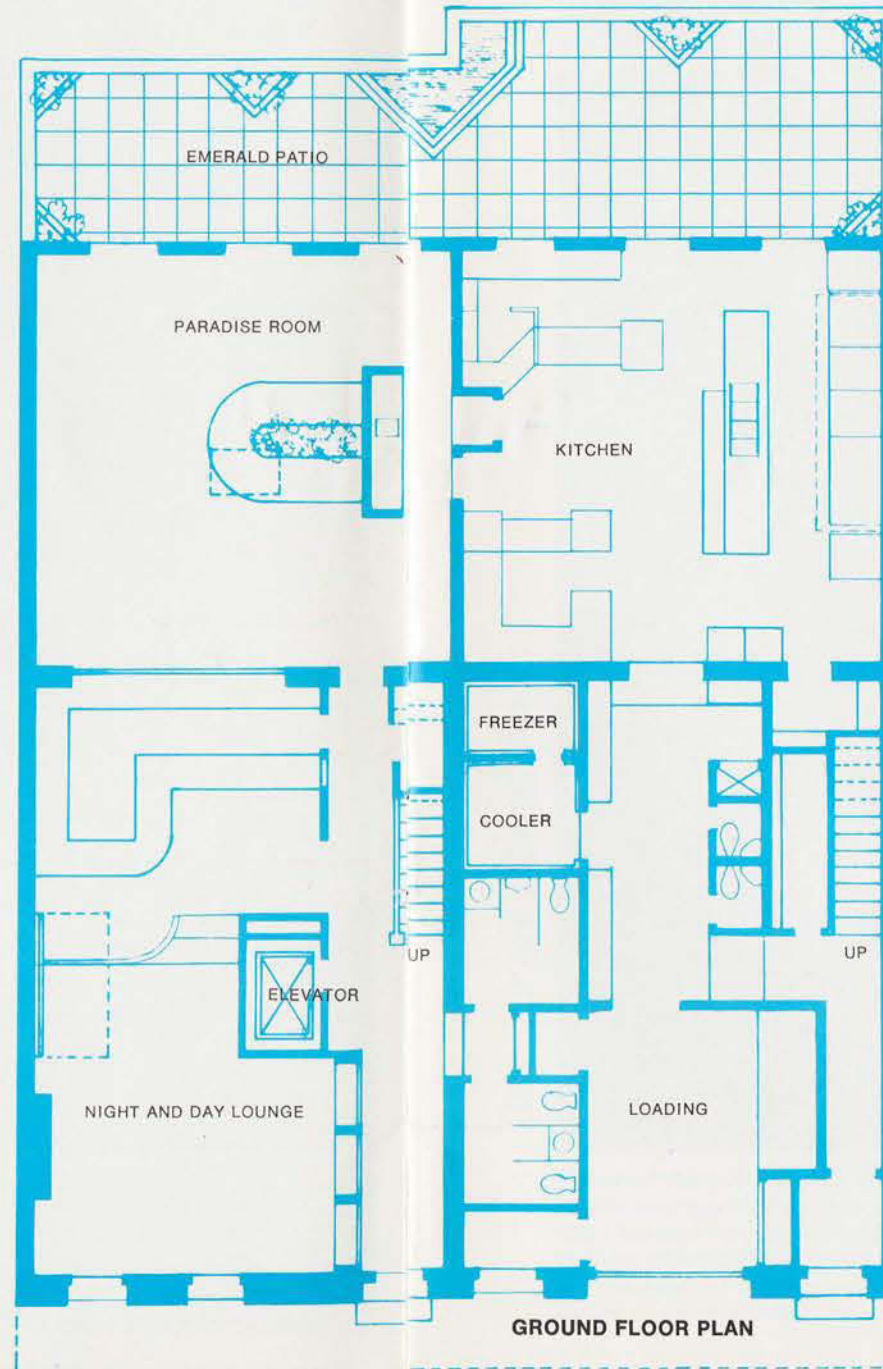 EMERALD PATIO
PARADISE ROOM
KITCHEN
FREEZER
COOLER
UP
UP
ELEVATOR
NIGHT AND DAY LOUNGE
LOADING
GROUND FLOOR PLAN